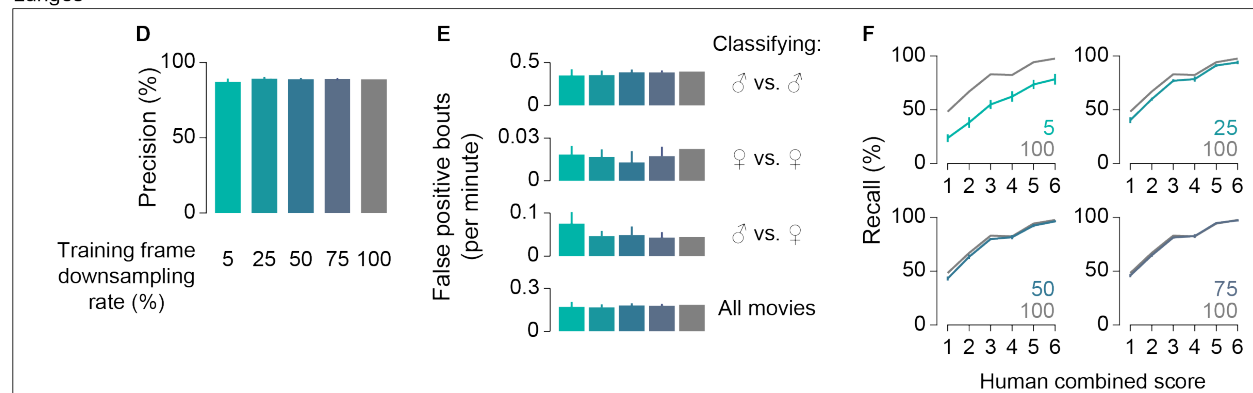 Lunges
D
E
F
Classifying:
Precision (%)
100
50
0
Training frame
downsampling
rate (%)
5 25 50 75 100
False positive bouts
(per minute)
0.5
0
♂ vs. ♂
0.03
0
♀ vs. ♀
0.1
0
♂ vs. ♀
0.3
0
All movies
Recall (%)
100
50
0
5
100
1 2 3 4 5 6
100
50
0
25
100
1 2 3 4 5 6
100
50
0
50
100
1 2 3 4 5 6
100
50
0
75
100
1 2 3 4 5 6
Human combined score